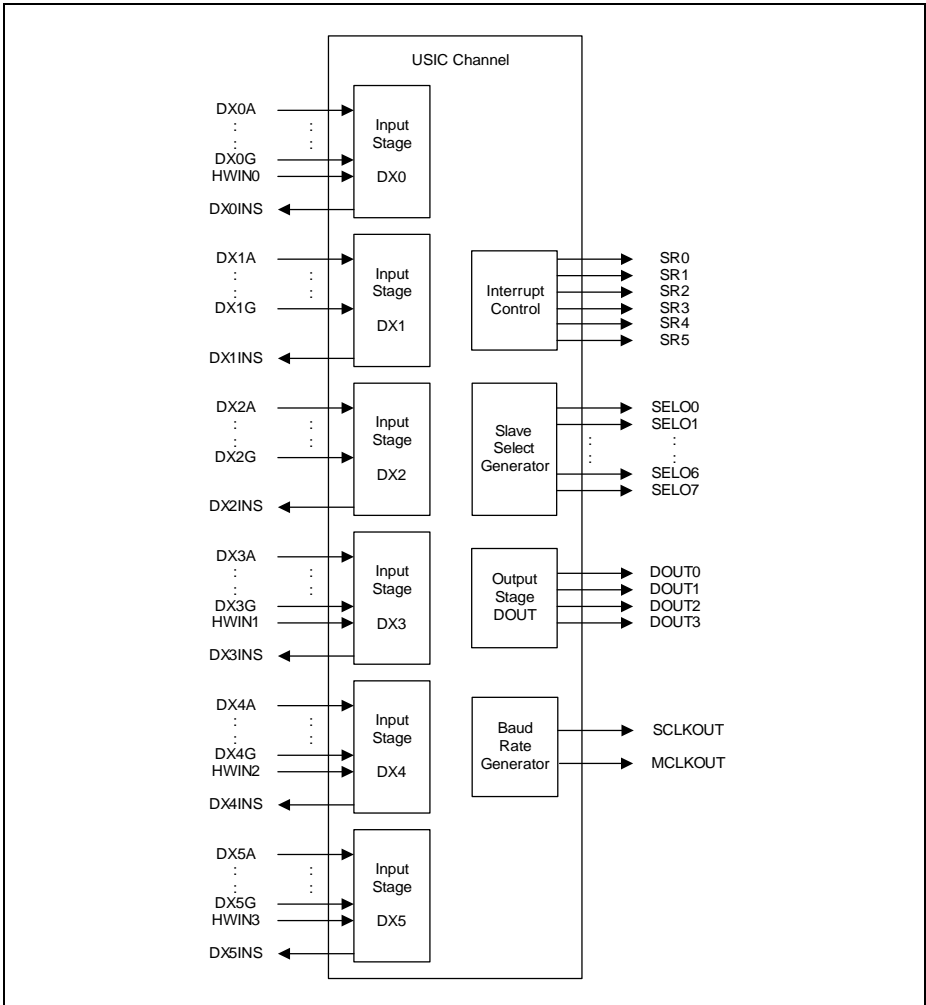 USIC Channel
DX0A
:
:
:
:
DX0G
HWIN0
DX0INS
Input
Stage
DX0
DX1A
:
:
:
:
DX1G
DX1INS
Input
Stage
DX1
DX2A
:
:
:
:
DX2G
DX2INS
Input
Stage
DX2
DX3A
:
:
:
:
DX3G
HWIN1
DX3INS
Input
Stage
DX3
DX4A
:
:
:
:
DX4G
HWIN2
DX4INS
Input
Stage
DX4
DX5A
:
:
:
:
DX5G
HWIN3
DX5INS
Input
Stage
DX5
Interrupt
Control
SR0
SR1
SR2
SR3
SR4
SR5
Slave
Select
Generator
SELO0
SELO1
:
:
:
:
SELO6
SELO7
Output
Stage
DOUT
DOUT0
DOUT1
DOUT2
DOUT3
Baud
Rate
Generator
SCLKOUT
MCLKOUT